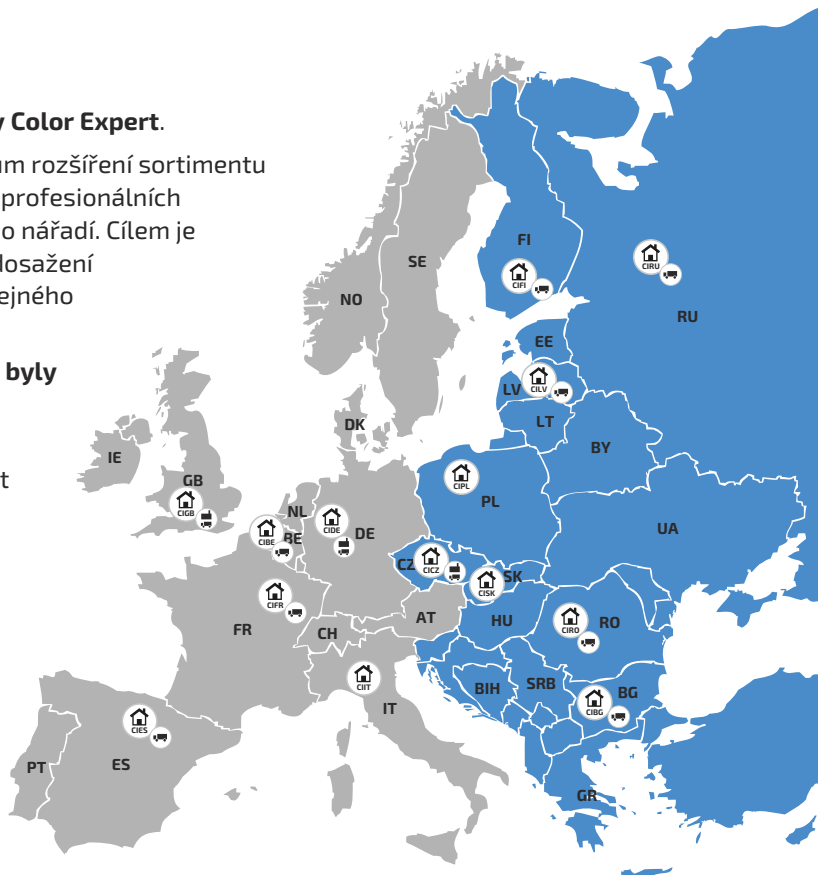 y Color Expert.
um rozšíření sortimentu
profesionálních
o nářadí. Cílem je
dosažení
ejného
byly
t
FI
CIFI
SE
NO
CIRU
RU
EE
LV
CILV
LT
DK
BY
IE
GB
CIGB
CIPL
PL
NL
CIBE
BE
CIDE
DE
UA
CZ
CICZ
SK
CISK
CIFR
FR
CH
AT
HU
CIRO
RO
CIIT
IT
BIH
SRB
CIBG
BG
CIES
ES
PT
GR